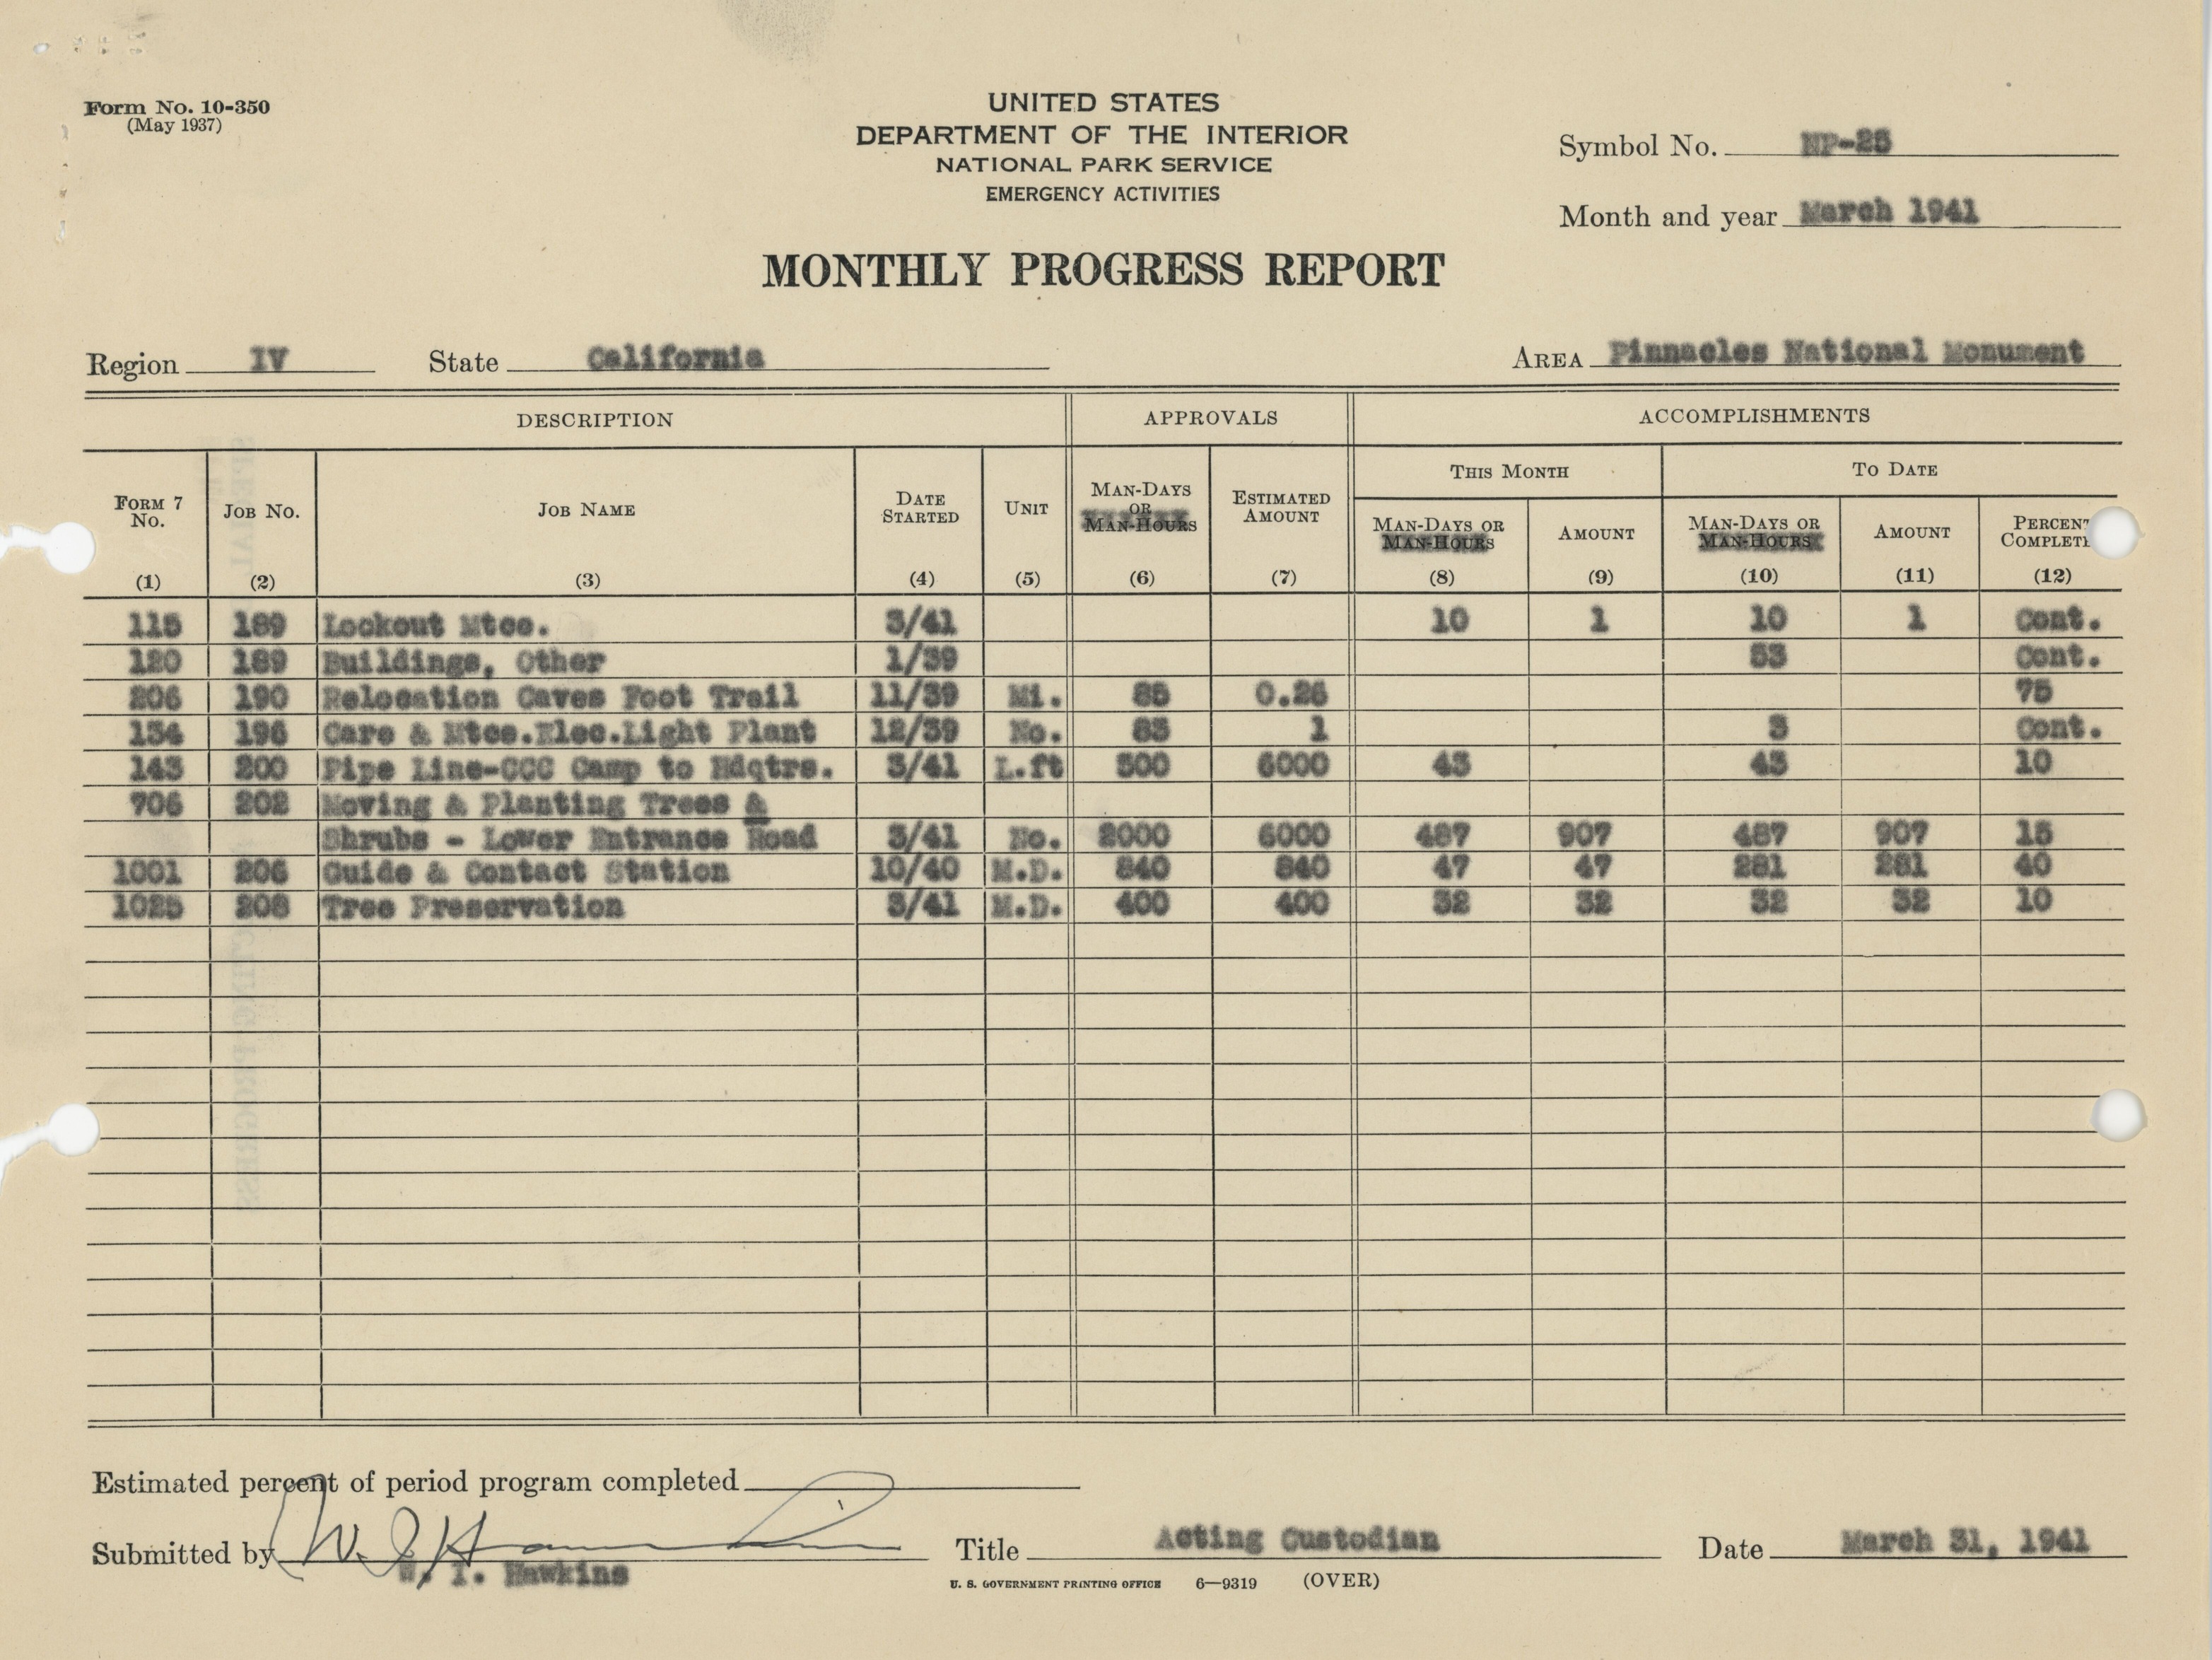 Form No. 10-350
(May 1937)
UNITED STATES
DEPARTMENT OF THE INTERIOR
NATIONAL PARK SERVICE
EMERGENCY ACTIVITIES
Symbol No. NP-25
Month and year March 1941
MONTHLY PROGRESS REPORT
Region IV State California AREA Pinnacles National Monument
DESCRIPTION APPROVALS ACCOMPLISHMENTS
FORM 7 NO. JOB NO. JOB NAME DATE STARTED UNIT MAN-DAYS OR MAN-HOURS ESTIMATED AMOUNT THIS MONTH TO DATE
MAN-DAYS OR MAN-HOURS AMOUNT MAN-DAYS OR MAN-HOURS AMOUNT PERCENT COMPLETE
(1) (2) (3) (4) (5) (6) (7) (8) (9) (10) (11) (12)
115 189 Lookout Mtce. 3/41 10 1 10 1 Cont.
120 189 Buildings, Other 1/39 53 Cont.
206 190 Relocation Caves Foot Trail 11/39 Mi. 85 0.26 75
134 196 Care & Mtce.Elec.Light Plant 12/39 No. 83 1 3 Cont.
143 200 Pipe Line-CCC Camp to Hdqtrs. 3/41 L.ft 500 6000 43 43 10
706 202 Moving & Planting Trees &
Shrubs - Lower Entrance Road 3/41 No. 2000 6000 487 907 487 907 15
1001 206 Guide & Contact Station 10/40 M.D. 840 840 47 47 281 281 40
1025 208 Tree Preservation 3/41 M.D. 400 400 32 32 32 32 10
Estimated percent of period program completed
Submitted by W. I. Hawkins Title Acting Custodian Date March 31, 1941
W. I. Hawkins
U. S. GOVERNMENT PRINTING OFFICE 6—9319 (OVER)